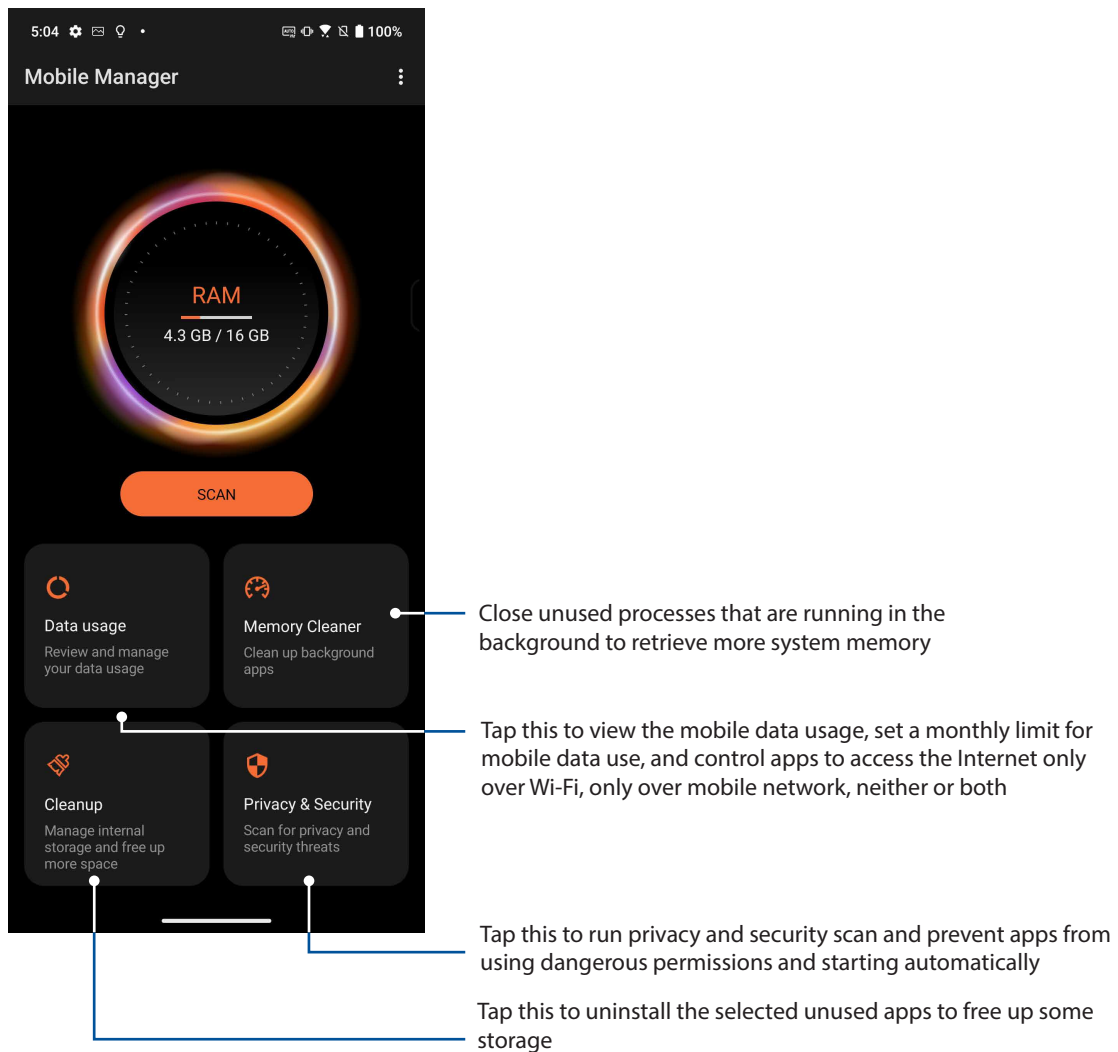 5:04
100%
Mobile Manager
RAM
4.3 GB / 16 GB
SCAN
Data usage
Review and manage
your data usage
Memory Cleaner
Clean up background
apps
Cleanup
Manage internal
storage and free up
more space
Privacy & Security
Scan for privacy and
security threats
Close unused processes that are running in the
background to retrieve more system memory
Tap this to view the mobile data usage, set a monthly limit for
mobile data use, and control apps to access the Internet only
over Wi-Fi, only over mobile network, neither or both
Tap this to run privacy and security scan and prevent apps from
using dangerous permissions and starting automatically
Tap this to uninstall the selected unused apps to free up some
storage